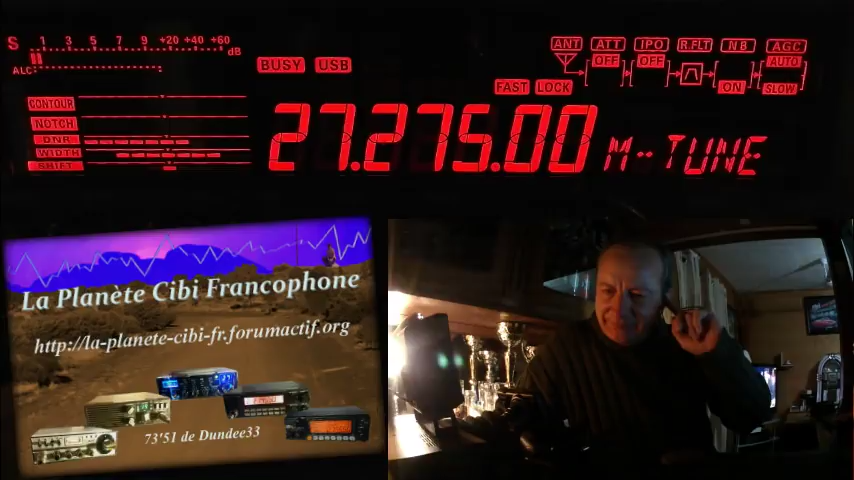 S 1 3 5 7 9 +20 +40 +60 dB
ALC
BUSY USB
ANT ATT IPO R.FLT NB AGC
OFF OFF AUTO
FAST LOCK ON SLOW
CONTOUR
NOTCH
DNR
WIDTH
SHIFT
27.275.00 M-TUNE
La Planète Cibi Francophone
http://la-planete-cibi-fr.forumactif.org
73'51 de Dundee33